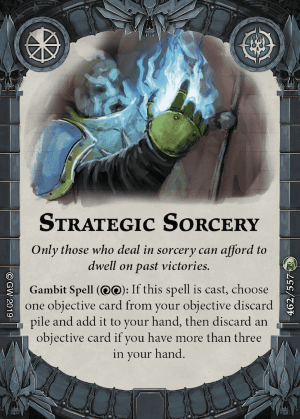 STRATEGIC SORCERY
Only those who deal in sorcery can afford to
dwell on past victories.
Gambit Spell (): If this spell is cast, choose
one objective card from your objective discard
pile and add it to your hand, then discard an
objective card if you have more than three
in your hand.
©GW 2019
462/557